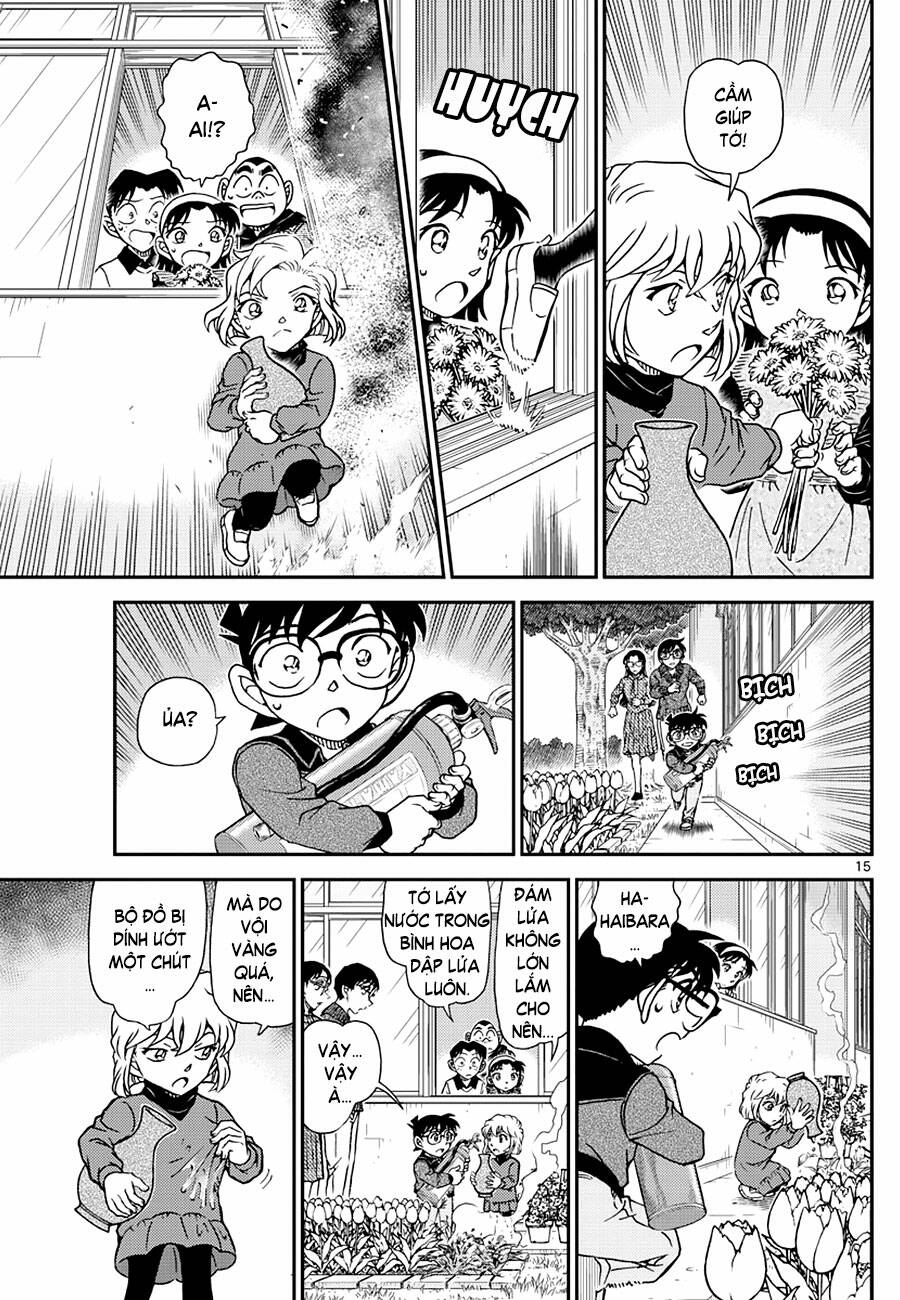 CẦM
GIÚP
TỚ!
HUỴCH
A-
AI!?
BỊCH
BỊCH
BỊCH
ỦA?
15
HA-
HAIBARA
...
ĐÁM
LỬA
KHÔNG
LỚN
LẮM
CHO
NÊN...
TỚ LẤY
NƯỚC TRONG
BÌNH HOA
DẬP LỨA
LUÔN.
VẬY...
VẬY
À...
MÀ DO
VỘI
VÀNG
QUÁ,
NÊN...
BỘ ĐỒ BỊ
DÍNH ƯỚT
MỘT CHÚT
...